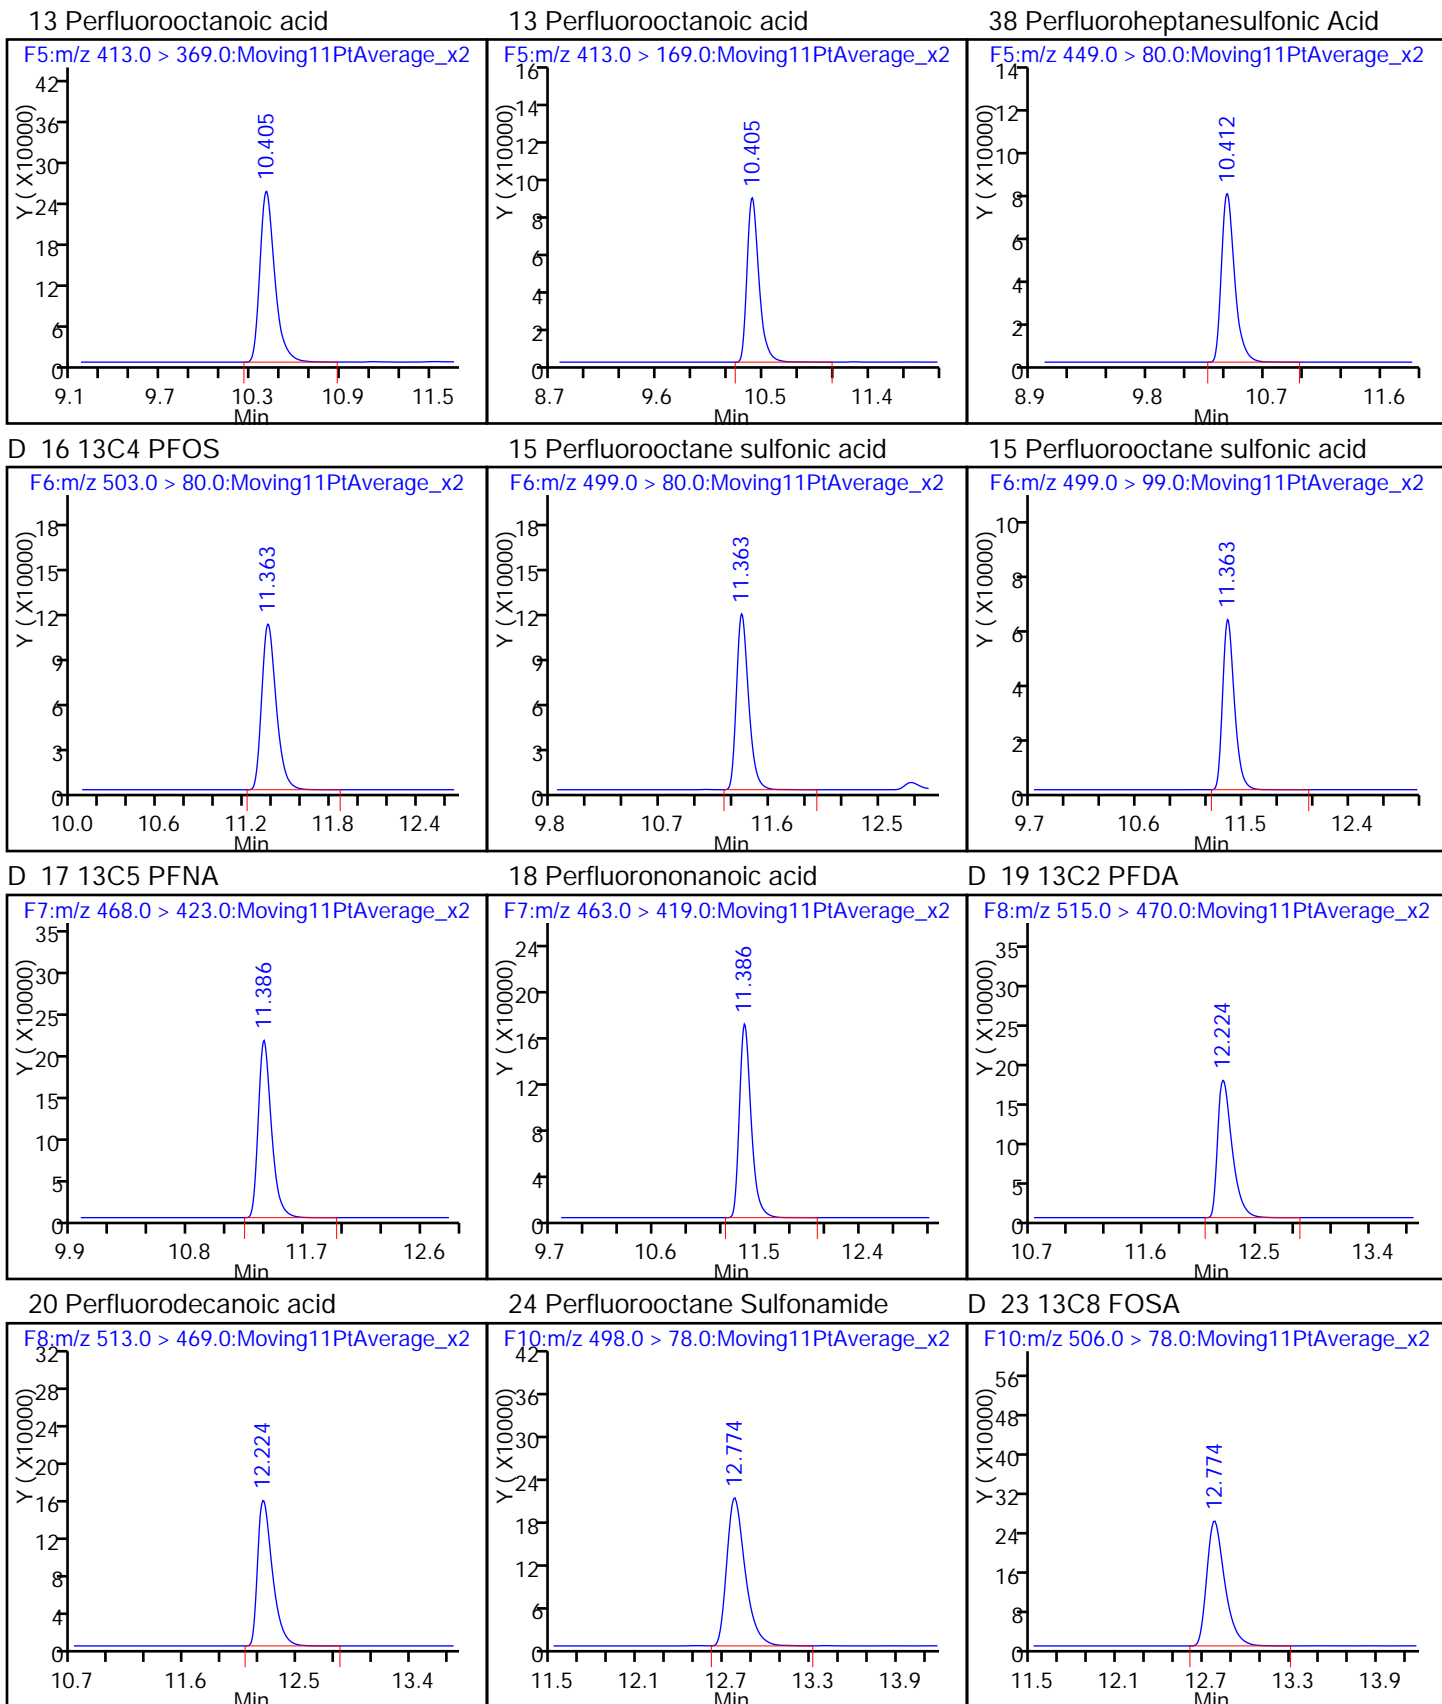 13 Perfluorooctanoic acid
F5:m/z 413.0 > 369.0:Moving11PtAverage_x2
Y ( X10000)
42
36
30
24
18
12
6
0
10.405
9.1 9.7 10.3 10.9 11.5
Min
13 Perfluorooctanoic acid
F5:m/z 413.0 > 169.0:Moving11PtAverage_x2
Y ( X10000)
16
14
12
10
8
6
4
2
0
10.405
8.7 9.6 10.5 11.4
Min
38 Perfluoroheptanesulfonic Acid
F5:m/z 449.0 > 80.0:Moving11PtAverage_x2
Y ( X10000)
14
12
10
8
6
4
2
0
10.412
8.9 9.8 10.7 11.6
Min
D 16 13C4 PFOS
F6:m/z 503.0 > 80.0:Moving11PtAverage_x2
Y ( X10000)
18
15
12
9
6
3
0
11.363
10.0 10.6 11.2 11.8 12.4
Min
15 Perfluorooctane sulfonic acid
F6:m/z 499.0 > 80.0:Moving11PtAverage_x2
Y ( X10000)
18
15
12
9
6
3
0
11.363
9.8 10.7 11.6 12.5
Min
15 Perfluorooctane sulfonic acid
F6:m/z 499.0 > 99.0:Moving11PtAverage_x2
Y ( X10000)
10
8
6
4
2
0
11.363
9.7 10.6 11.5 12.4
Min
D 17 13C5 PFNA
F7:m/z 468.0 > 423.0:Moving11PtAverage_x2
Y ( X10000)
35
30
25
20
15
10
5
0
11.386
9.9 10.8 11.7 12.6
Min
18 Perfluorononanoic acid
F7:m/z 463.0 > 419.0:Moving11PtAverage_x2
Y ( X10000)
24
20
16
12
8
4
0
11.386
9.7 10.6 11.5 12.4
Min
D 19 13C2 PFDA
F8:m/z 515.0 > 470.0:Moving11PtAverage_x2
Y ( X10000)
35
30
25
20
15
10
5
0
12.224
10.7 11.6 12.5 13.4
Min
20 Perfluorodecanoic acid
F8:m/z 513.0 > 469.0:Moving11PtAverage_x2
Y ( X10000)
32
28
24
20
16
12
8
4
0
12.224
10.7 11.6 12.5 13.4
Min
24 Perfluorooctane Sulfonamide
F10:m/z 498.0 > 78.0:Moving11PtAverage_x2
Y ( X10000)
42
36
30
24
18
12
6
0
12.774
11.5 12.1 12.7 13.3 13.9
Min
D 23 13C8 FOSA
F10:m/z 506.0 > 78.0:Moving11PtAverage_x2
Y ( X10000)
56
48
40
32
24
16
8
0
12.774
11.5 12.1 12.7 13.3 13.9
Min